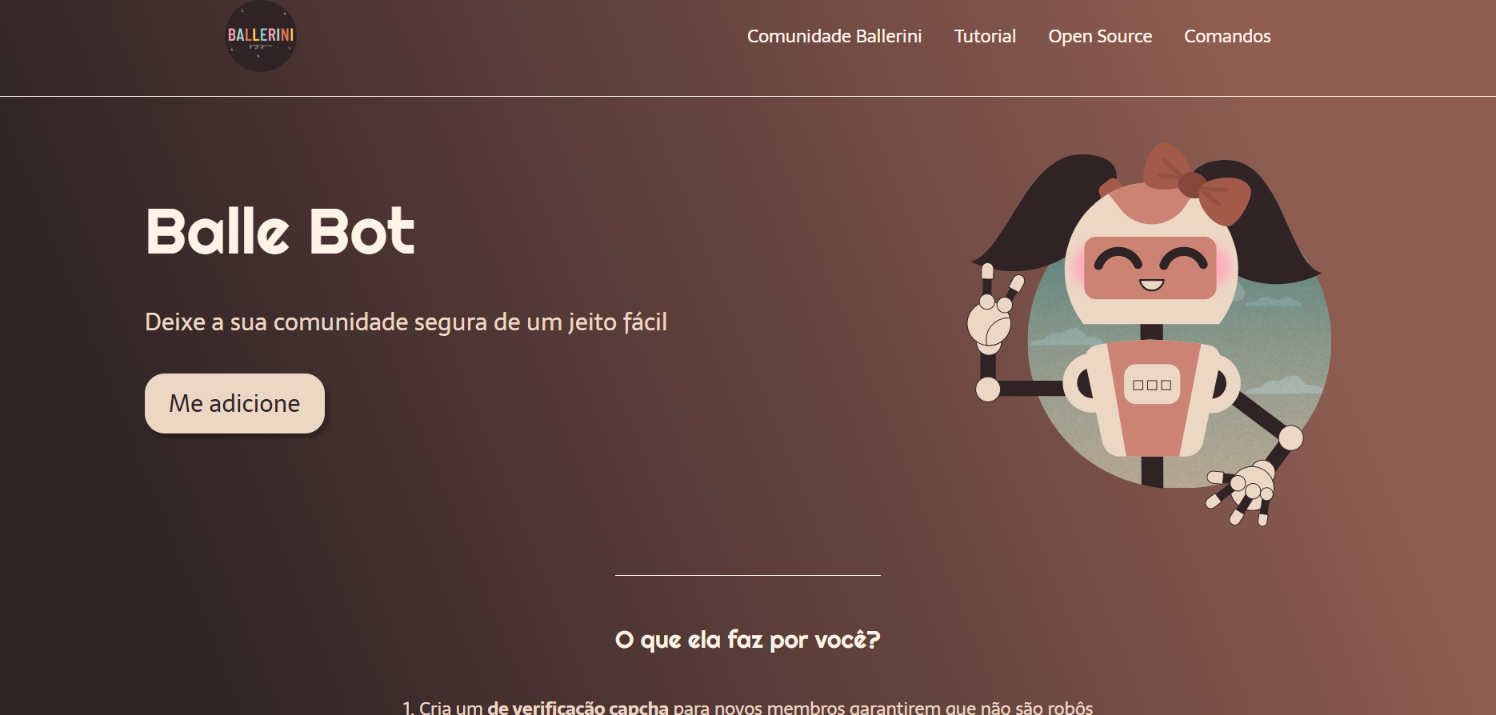 BALLERINI
Comunidade Ballerini Tutorial Open Source Comandos
Balle Bot
Deixe a sua comunidade segura de um jeito fácil
Me adicione
O que ela faz por você?
1. Cria um de verificação capcha para novos membros garantirem que não são robôs